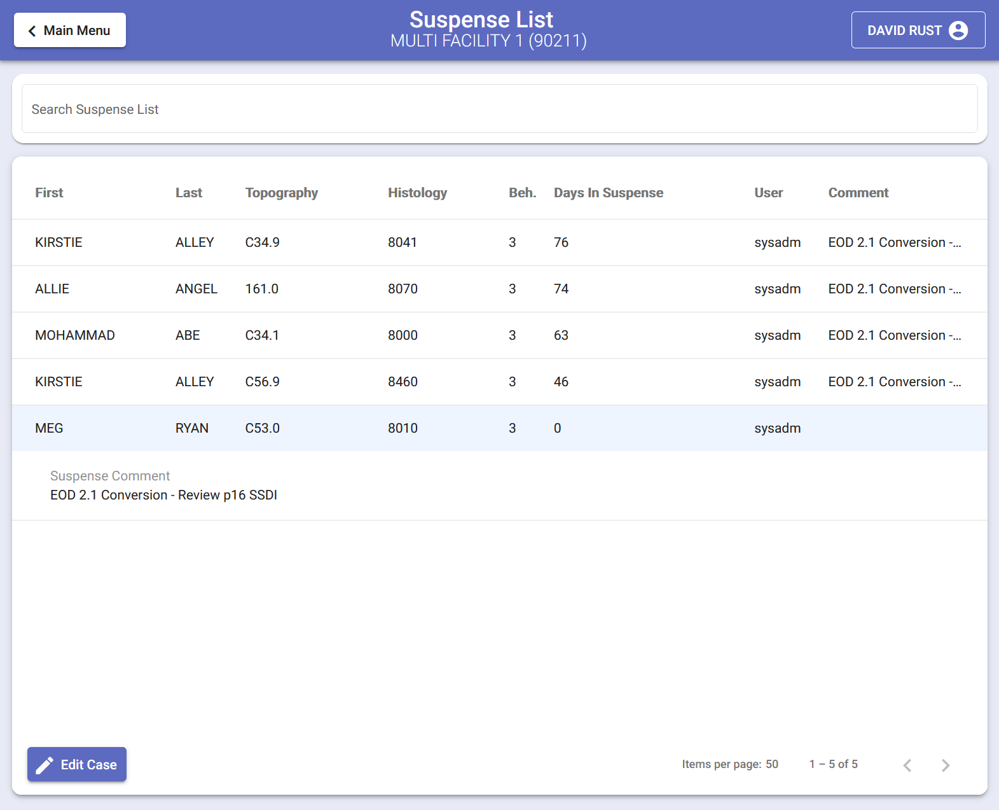 Main Menu
Suspense List
MULTI FACILITY 1 (90211)
DAVID RUST
Search Suspense List
First Last Topography Histology Beh. Days In Suspense User Comment
KIRSTIE ALLEY C34.9 8041 3 76 sysadm EOD 2.1 Conversion -...
ALLIE ANGEL 161.0 8070 3 74 sysadm EOD 2.1 Conversion -...
MOHAMMAD ABE C34.1 8000 3 63 sysadm EOD 2.1 Conversion -...
KIRSTIE ALLEY C56.9 8460 3 46 sysadm EOD 2.1 Conversion -...
MEG RYAN C53.0 8010 3 0 sysadm
Suspense Comment
EOD 2.1 Conversion - Review p16 SSDI
Edit Case
Items per page: 50 1 – 5 of 5